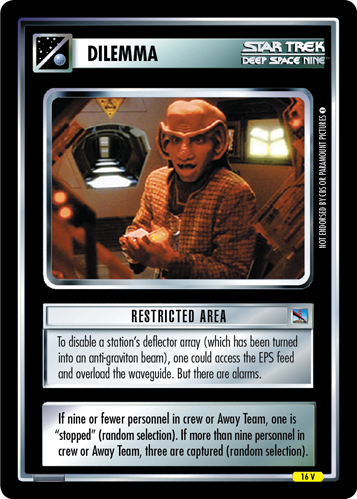 DILEMMA
STAR TREK
DEEP SPACE NINE
NOT ENDORSED BY CBS OR PARAMOUNT PICTURES
RESTRICTED AREA
To disable a station's deflector array (which has been turned
into an anti-graviton beam), one could access the EPS feed
and overload the waveguide. But there are alarms.
If nine or fewer personnel in crew or Away Team, one is
"stopped" (random selection). If more than nine personnel in
crew or Away Team, three are captured (random selection).
16 V